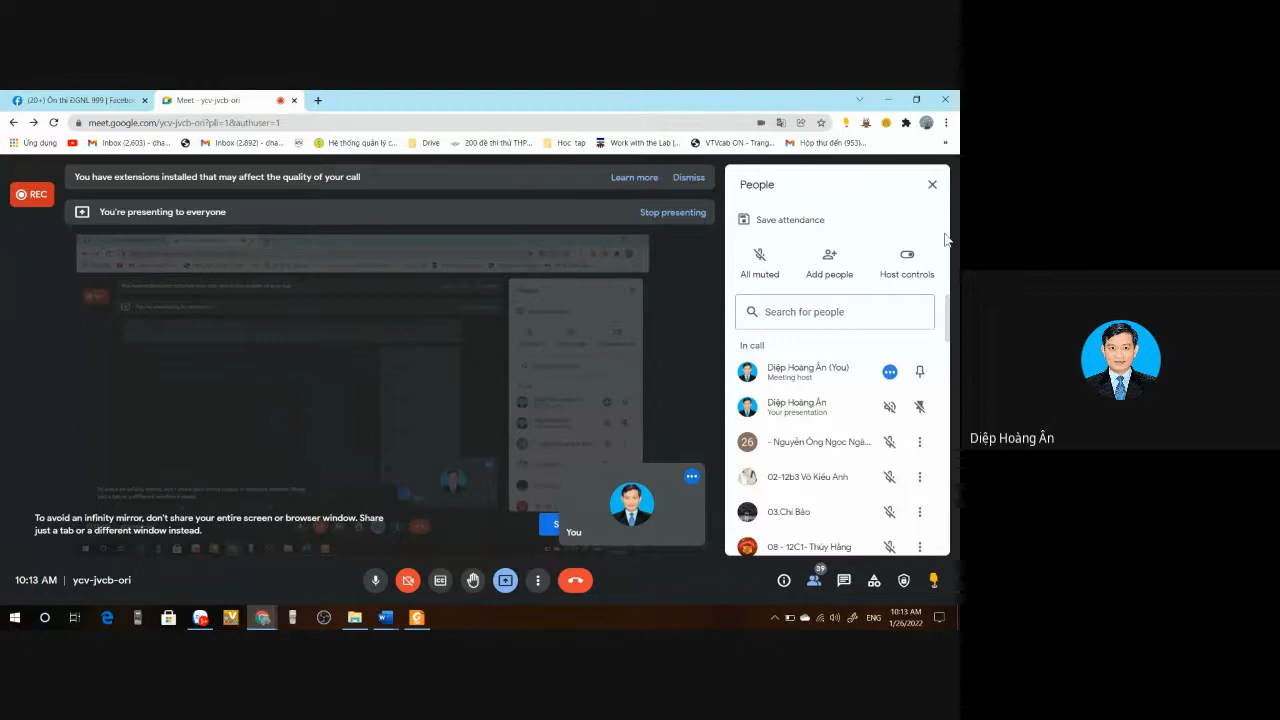 (20+) Ôn thi ĐGNL 999 | Facebo
Meet - ycv-jvcb-ori
meet.google.com/ycv-jvcb-ori?pli=1&authuser=1
Ứng dụng
Inbox (2,603) - dha...
Inbox (2,892) - dha...
Hệ thống quản lý c...
Drive
200 đề thi thử THP...
Hoc tap
Work with the Lab |...
VTVcab ON - Trang...
Hộp thư đến (953)...
»
REC
You have extensions installed that may affect the quality of your call
Learn more
Dismiss
You're presenting to everyone
Stop presenting
People
Save attendance
All muted
Add people
Host controls
Search for people
In call
Diệp Hoàng Ân (You)
Meeting host
Diệp Hoàng Ân
Your presentation
26
- Nguyễn Ông Ngọc Ngâ...
02-12b3 Võ Kiều Anh
03.Chí Bảo
08 - 12C1- Thúy Hằng
To avoid an infinity mirror, don't share your entire screen or browser window. Share
just a tab or a different window instead.
S
You
Diệp Hoàng Ân
10:13 AM
ycv-jvcb-ori
39
ENG
10:13 AM
1/26/2022